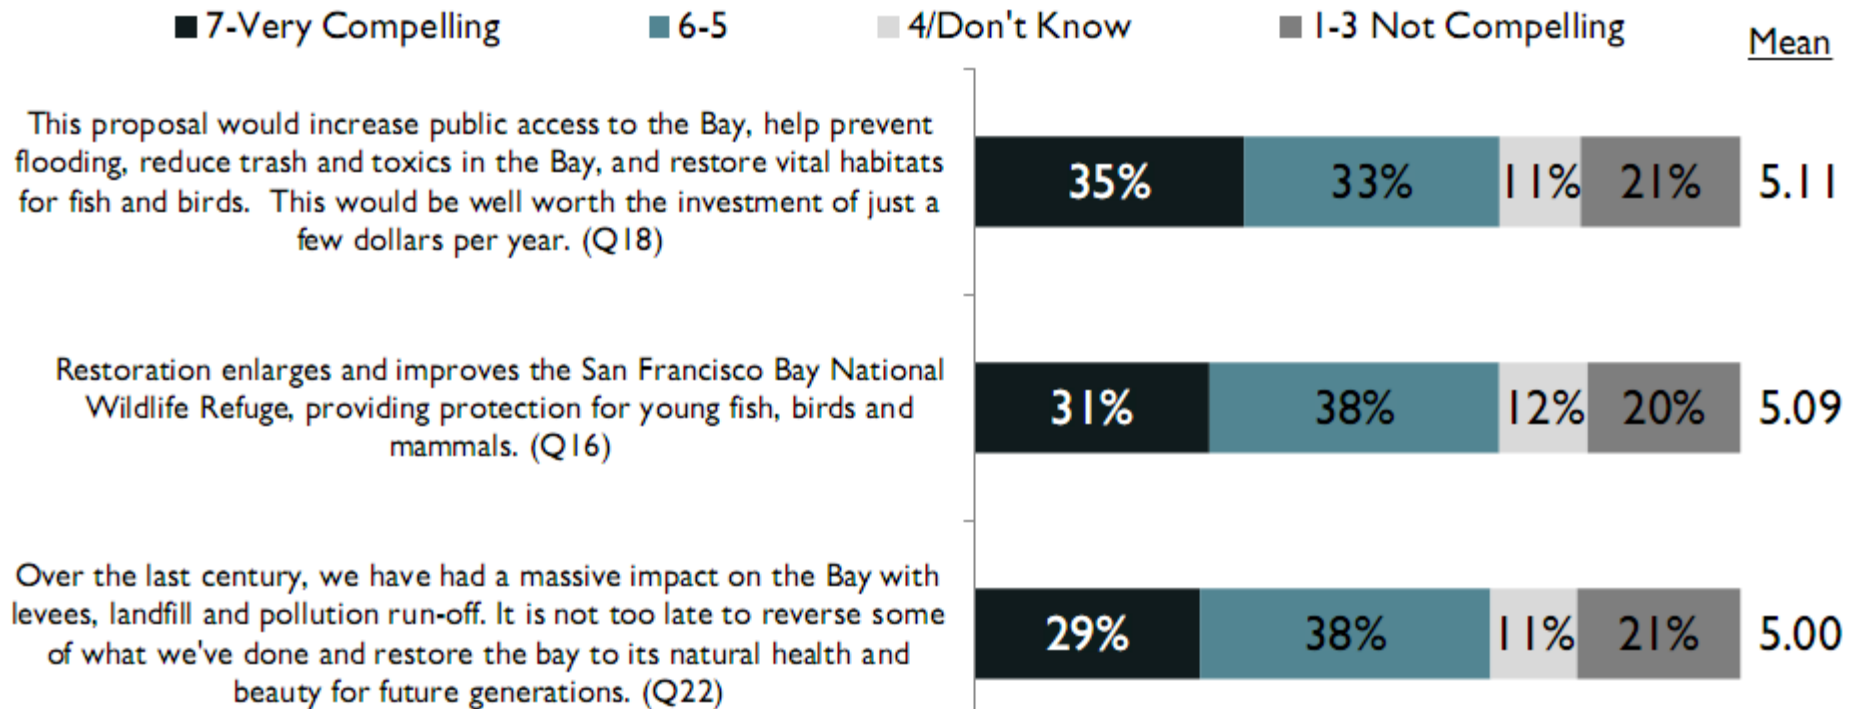 7-Very Compelling 6-5 4/Don't Know 1-3 Not Compelling Mean
This proposal would increase public access to the Bay, help prevent
flooding, reduce trash and toxics in the Bay, and restore vital habitats
for fish and birds.  This would be well worth the investment of just a
few dollars per year. (Q18)
35% 33% 11% 21% 5.11
Restoration enlarges and improves the San Francisco Bay National
Wildlife Refuge, providing protection for young fish, birds and
mammals. (Q16)
31% 38% 12% 20% 5.09
Over the last century, we have had a massive impact on the Bay with
levees, landfill and pollution run-off. It is not too late to reverse some
of what we've done and restore the bay to its natural health and
beauty for future generations. (Q22)
29% 38% 11% 21% 5.00